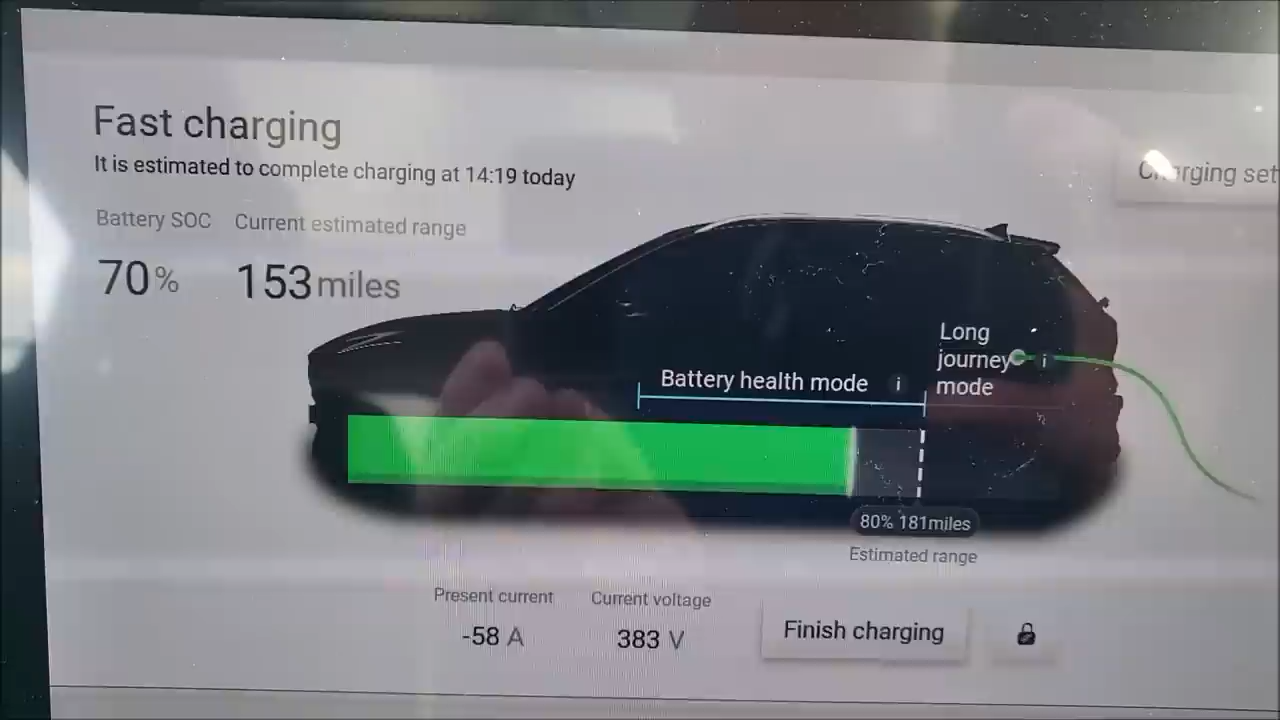 Fast charging
It is estimated to complete charging at 14:19 today
Charging set
Battery SOC Current estimated range
70% 153 miles
Long
journey i
mode
Battery health mode i
80% 181miles
Estimated range
Present current Current voltage
-58 A 383 V
Finish charging